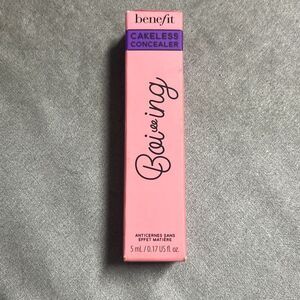 benefit
CAKELESS
CONCEALER
Boi-ing
ANTICERNES SANS
EFFET MATIÈRE
5 mL / 0.17 US fl. oz.